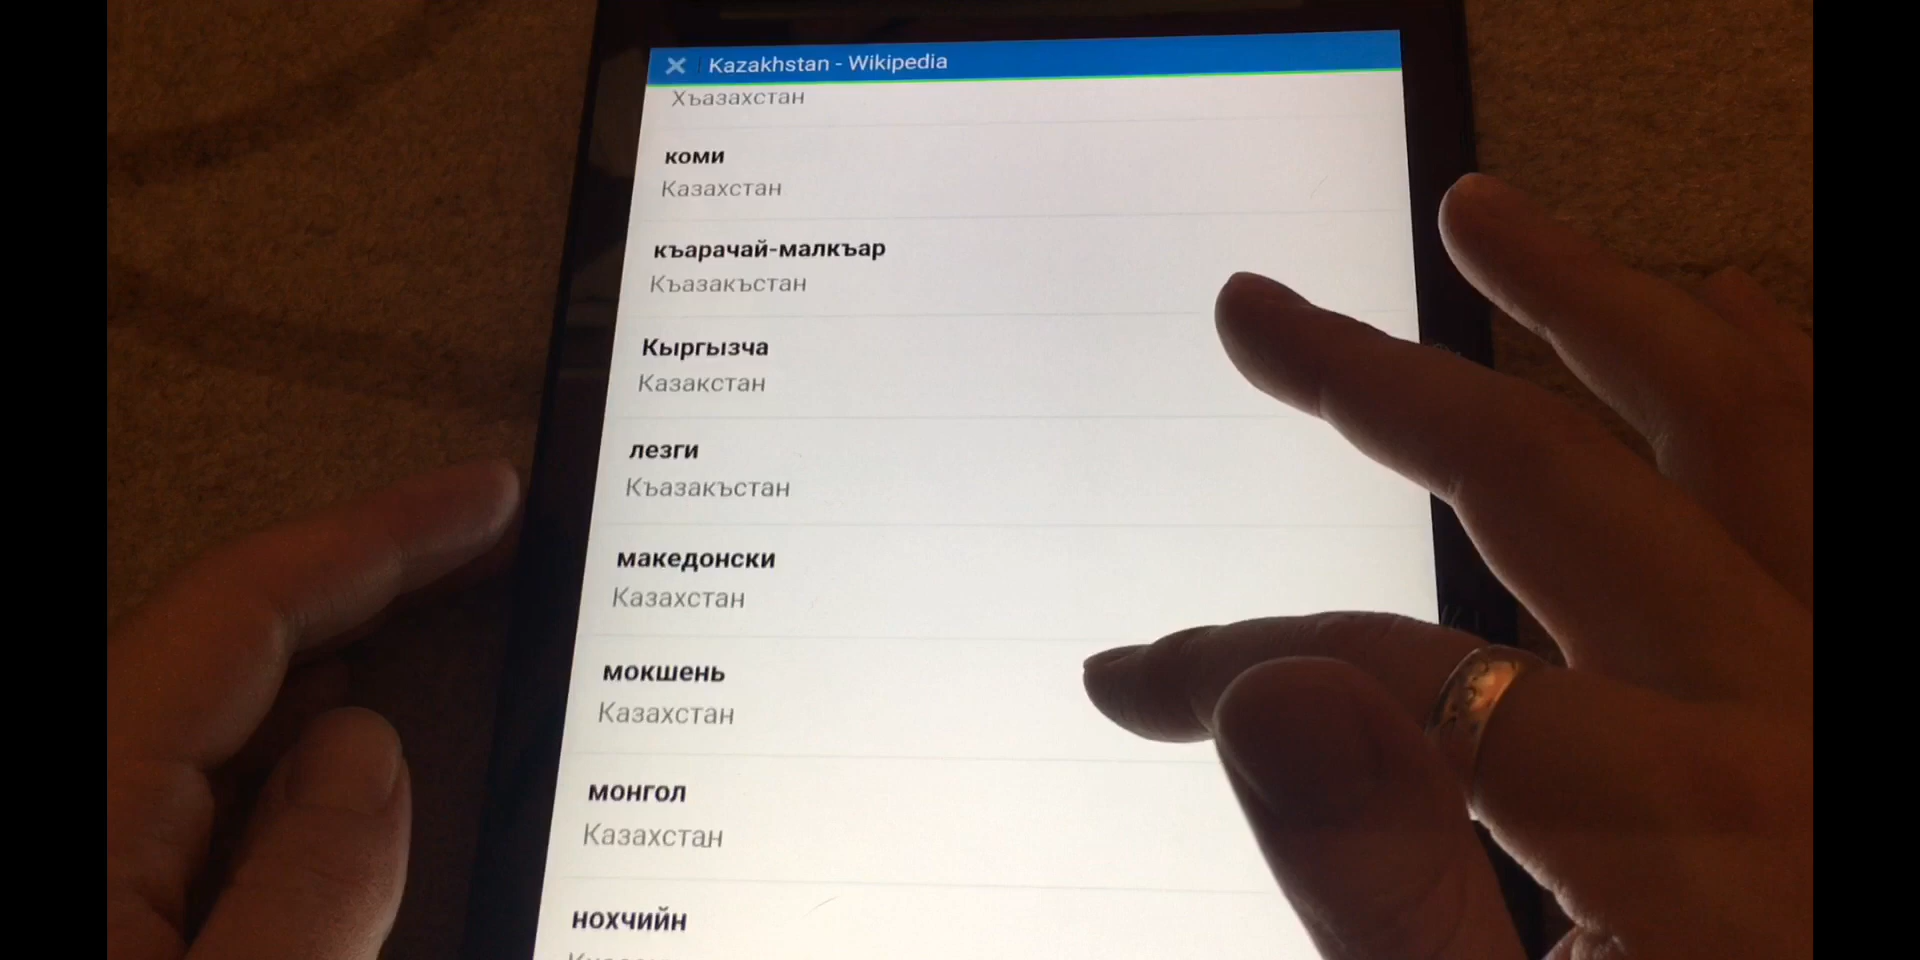 Kazakhstan - Wikipedia
Хъазахстан
коми
Казахстан
къарачай-малкъар
Къазакъстан
Кыргызча
Казакстан
лезги
Къазакъстан
македонски
Казахстан
мокшень
Казахстан
монгол
Казахстан
нохчийн